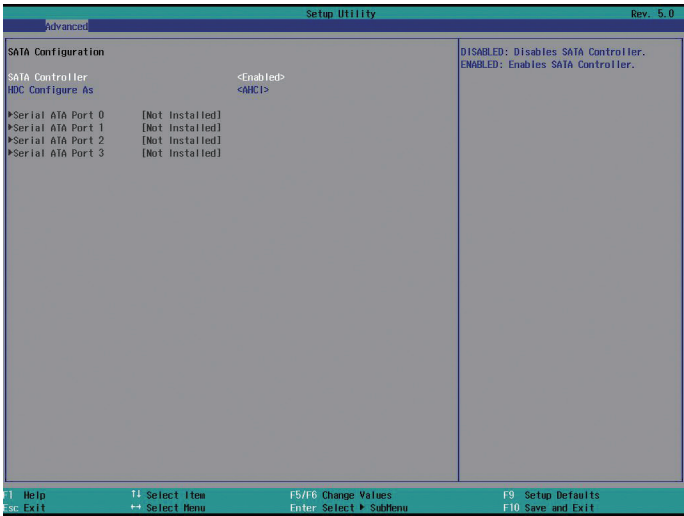 Setup Utility Rev. 5.0
Advanced
SATA Configuration
SATA Controller <Enabled>
HDC Configure As <AHCI>
▶Serial ATA Port 0 [Not Installed]
▶Serial ATA Port 1 [Not Installed]
▶Serial ATA Port 2 [Not Installed]
▶Serial ATA Port 3 [Not Installed]
DISABLED: Disables SATA Controller.
ENABLED: Enables SATA Controller.
F1 Help ↑↓ Select Item F5/F6 Change Values F9 Setup Defaults
Esc Exit ↔ Select Menu Enter Select ▶ SubMenu F10 Save and Exit